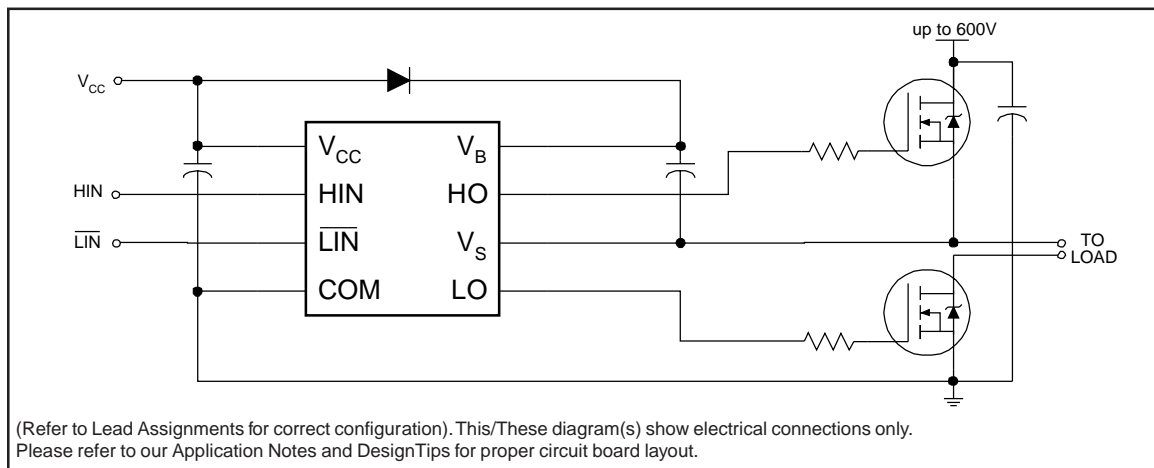 up to 600V
VCC
VCC
VB
HIN
HIN
HO
LIN
LIN
VS
TO
LOAD
COM
LO
(Refer to Lead Assignments for correct configuration). This/These diagram(s) show electrical connections only.
Please refer to our Application Notes and DesignTips for proper circuit board layout.